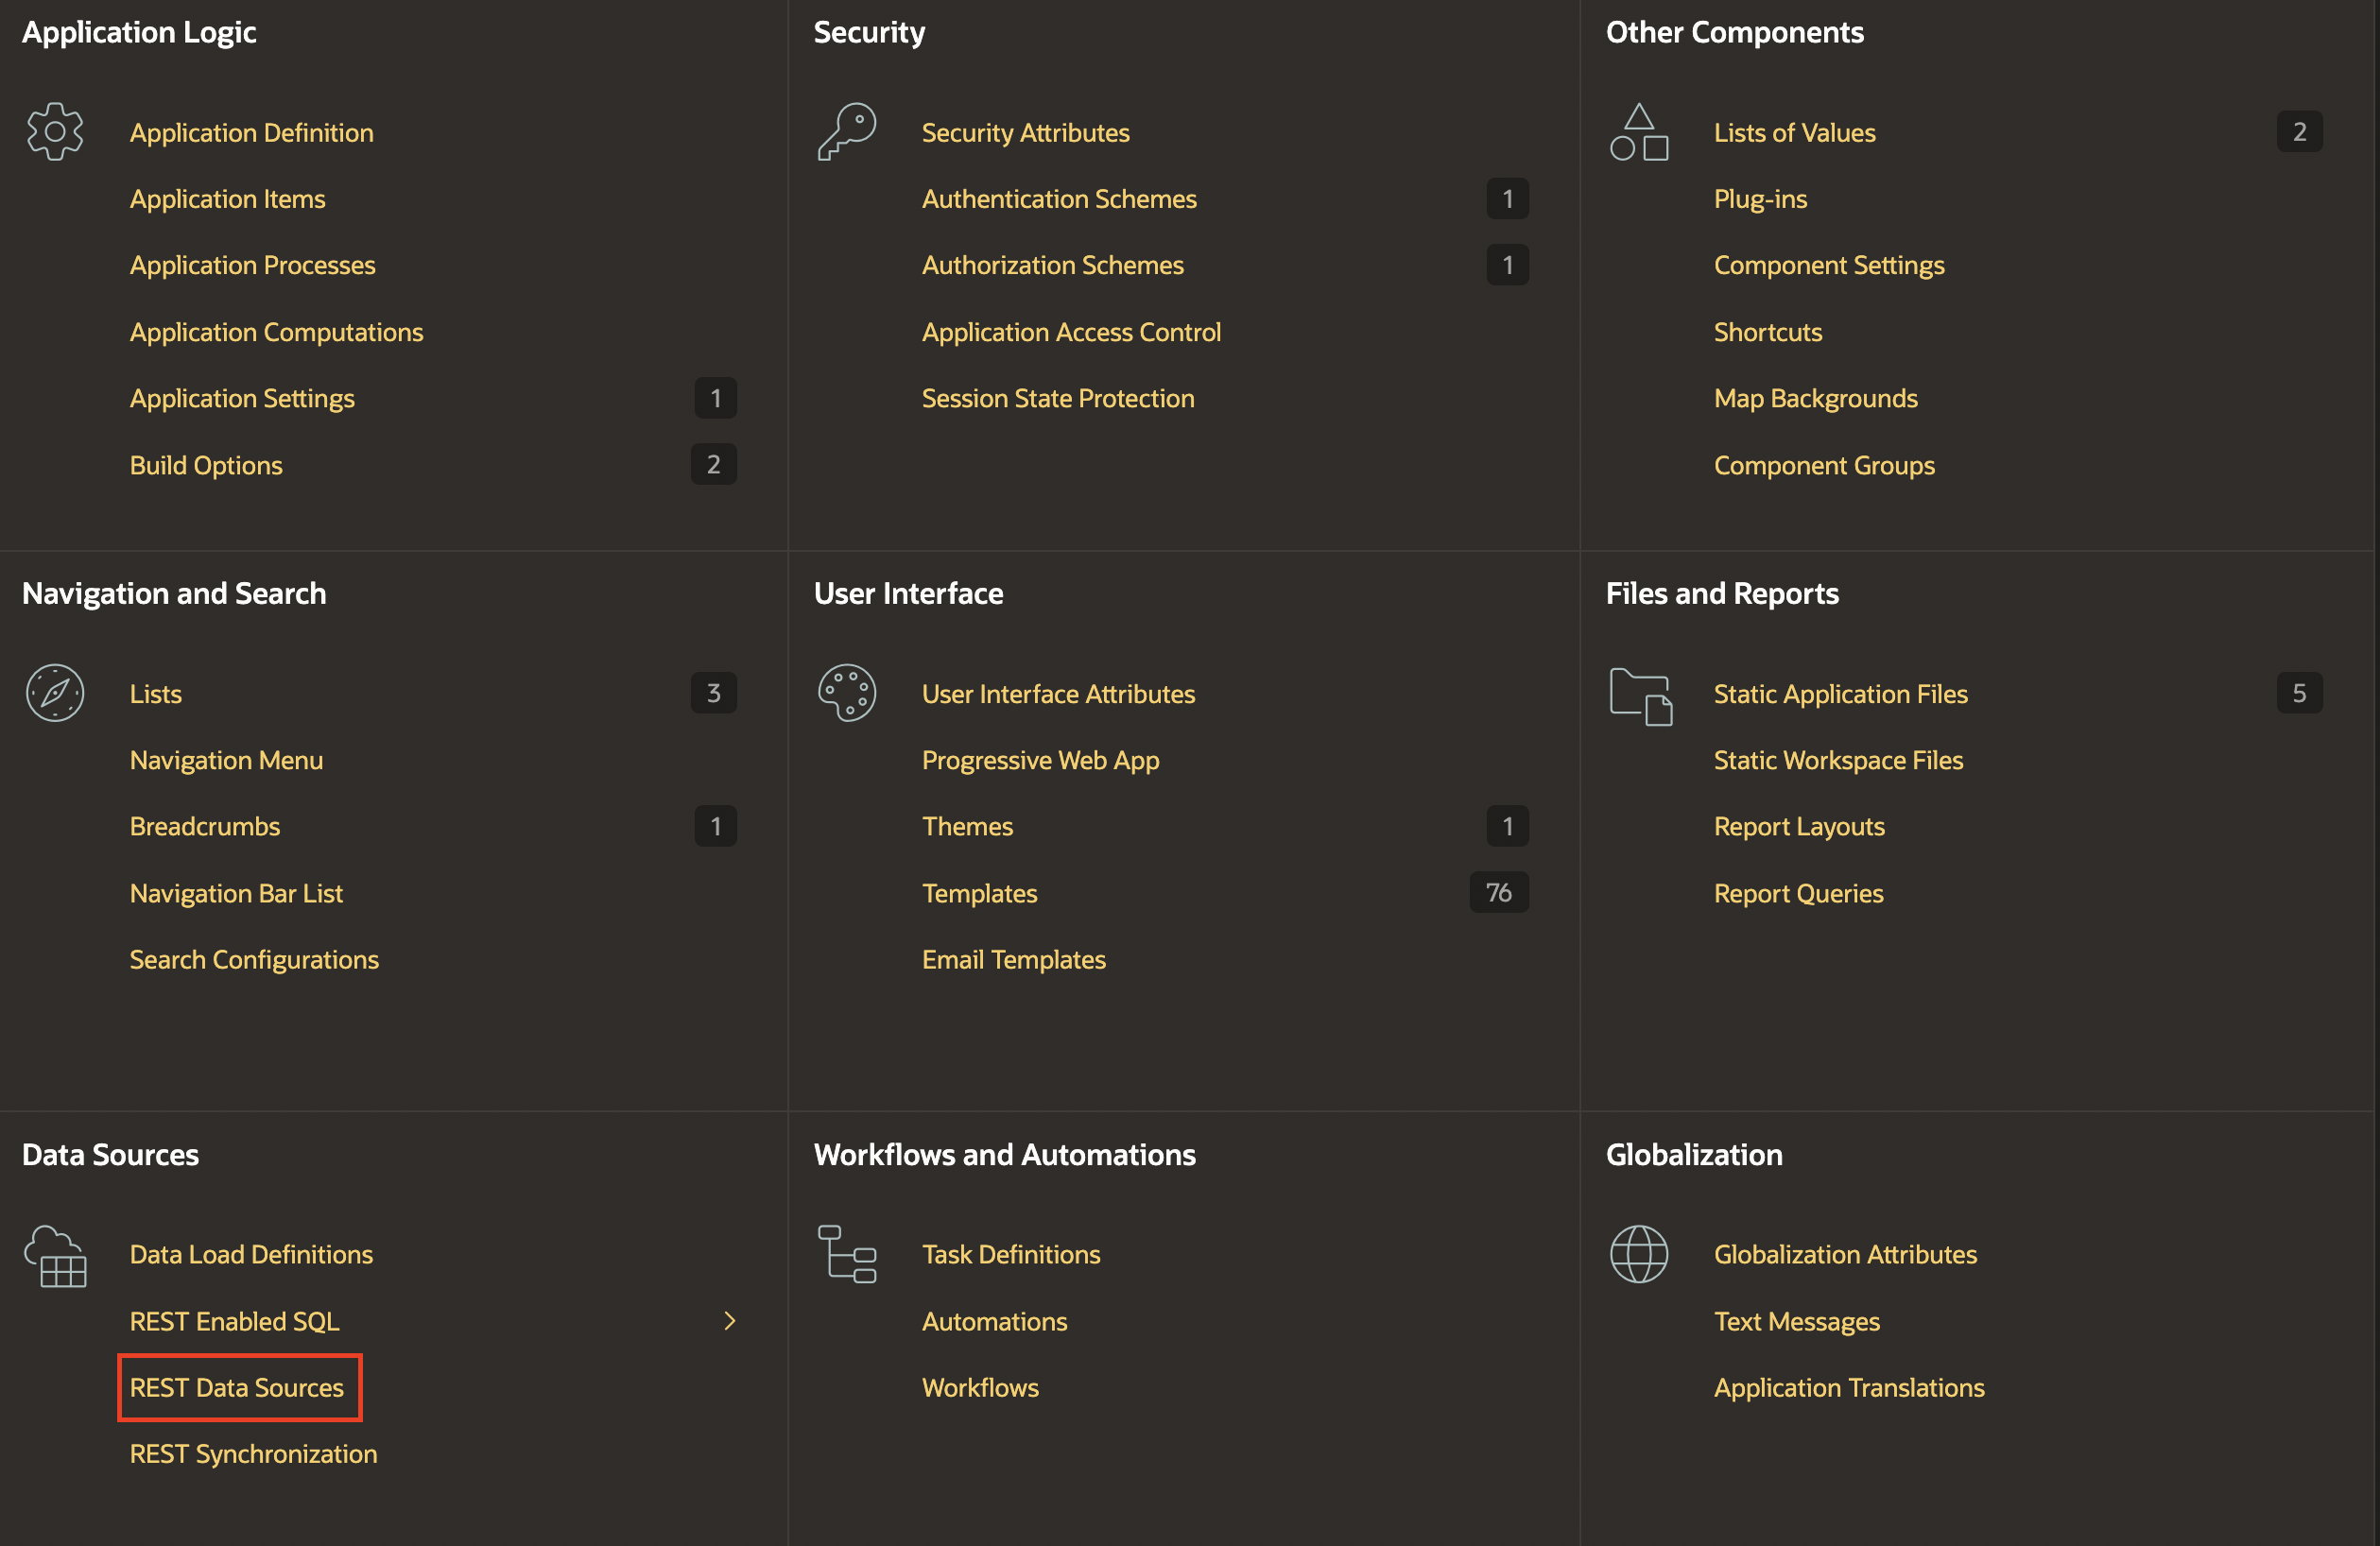 Application Logic
Application Definition
Application Items
Application Processes
Application Computations
Application Settings 1
Build Options 2
Security
Security Attributes
Authentication Schemes 1
Authorization Schemes 1
Application Access Control
Session State Protection
Other Components
Lists of Values 2
Plug-ins
Component Settings
Shortcuts
Map Backgrounds
Component Groups
Navigation and Search
Lists 3
Navigation Menu
Breadcrumbs 1
Navigation Bar List
Search Configurations
User Interface
User Interface Attributes
Progressive Web App
Themes 1
Templates 76
Email Templates
Files and Reports
Static Application Files 5
Static Workspace Files
Report Layouts
Report Queries
Data Sources
Data Load Definitions
REST Enabled SQL
REST Data Sources
REST Synchronization
Workflows and Automations
Task Definitions
Automations
Workflows
Globalization
Globalization Attributes
Text Messages
Application Translations